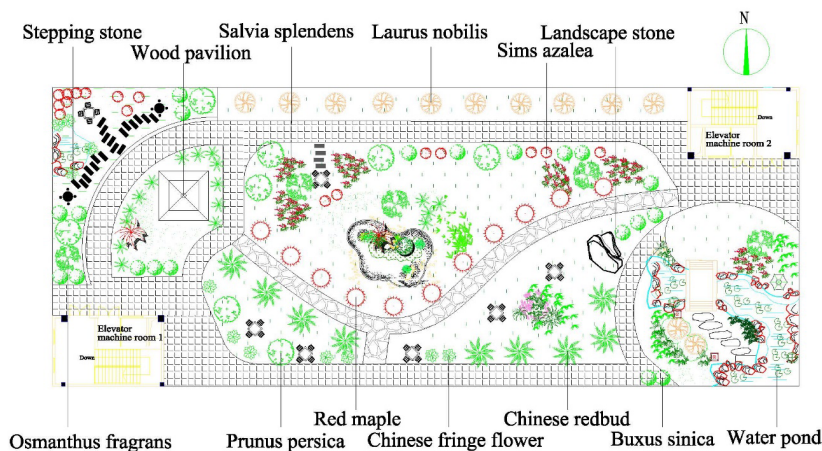 Stepping stone
Wood pavilion
Salvia splendens
Laurus nobilis
Sims azalea
Landscape stone
N
Down
Elevator
machine room 2
Elevator
machine room 1
Down
Osmanthus fragrans
Prunus persica
Red maple
Chinese fringe flower
Chinese redbud
Buxus sinica
Water pond